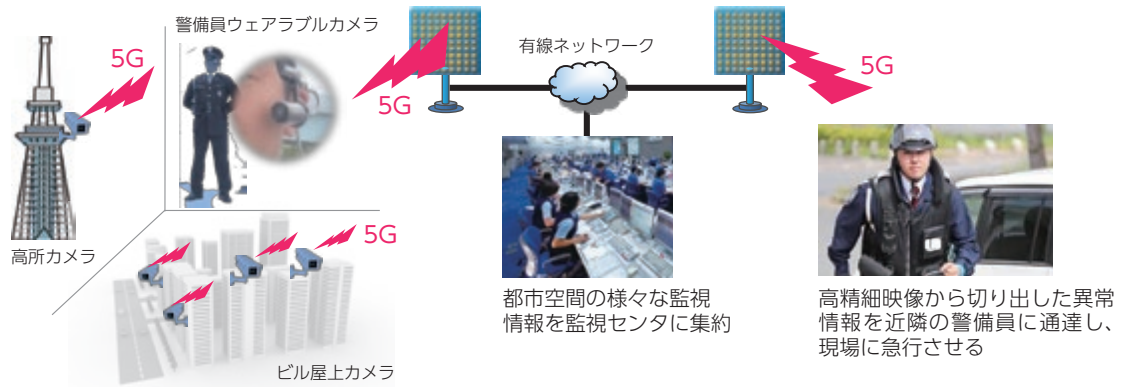 警備員ウェアラブルカメラ
5G
5G
有線ネットワーク
5G
5G
高所カメラ
ビル屋上カメラ
都市空間の様々な監視
情報を監視センタに集約
高精細映像から切り出した異常
情報を近隣の警備員に通達し、
現場に急行させる